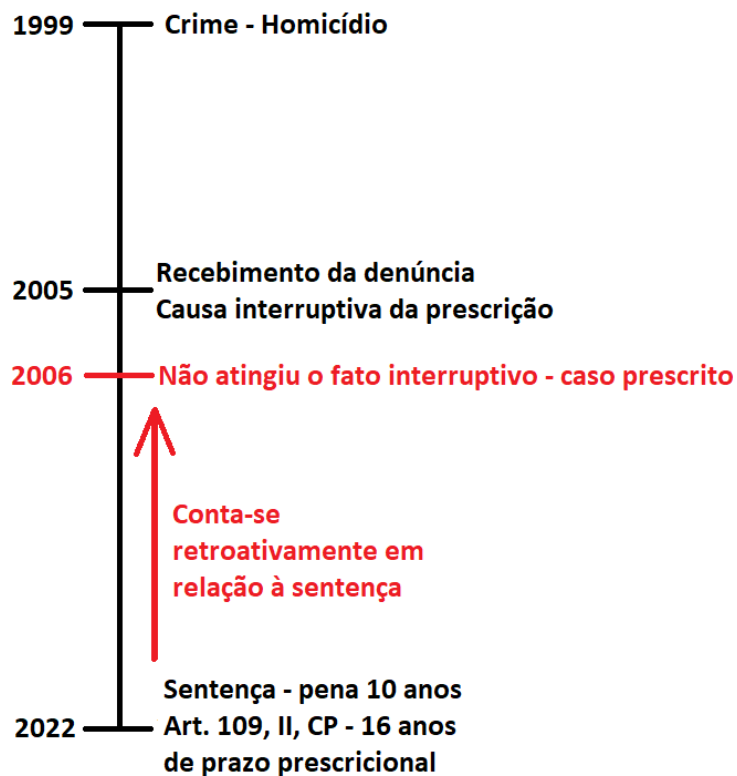 1999 Crime - Homicídio
Recebimento da denúncia
2005
Causa interruptiva da prescrição
2006 Não atingiu o fato interruptivo - caso prescrito
Conta-se
retroativamente em
relação à sentença
Sentença - pena 10 anos
2022 Art. 109, II, CP - 16 anos
de prazo prescricional